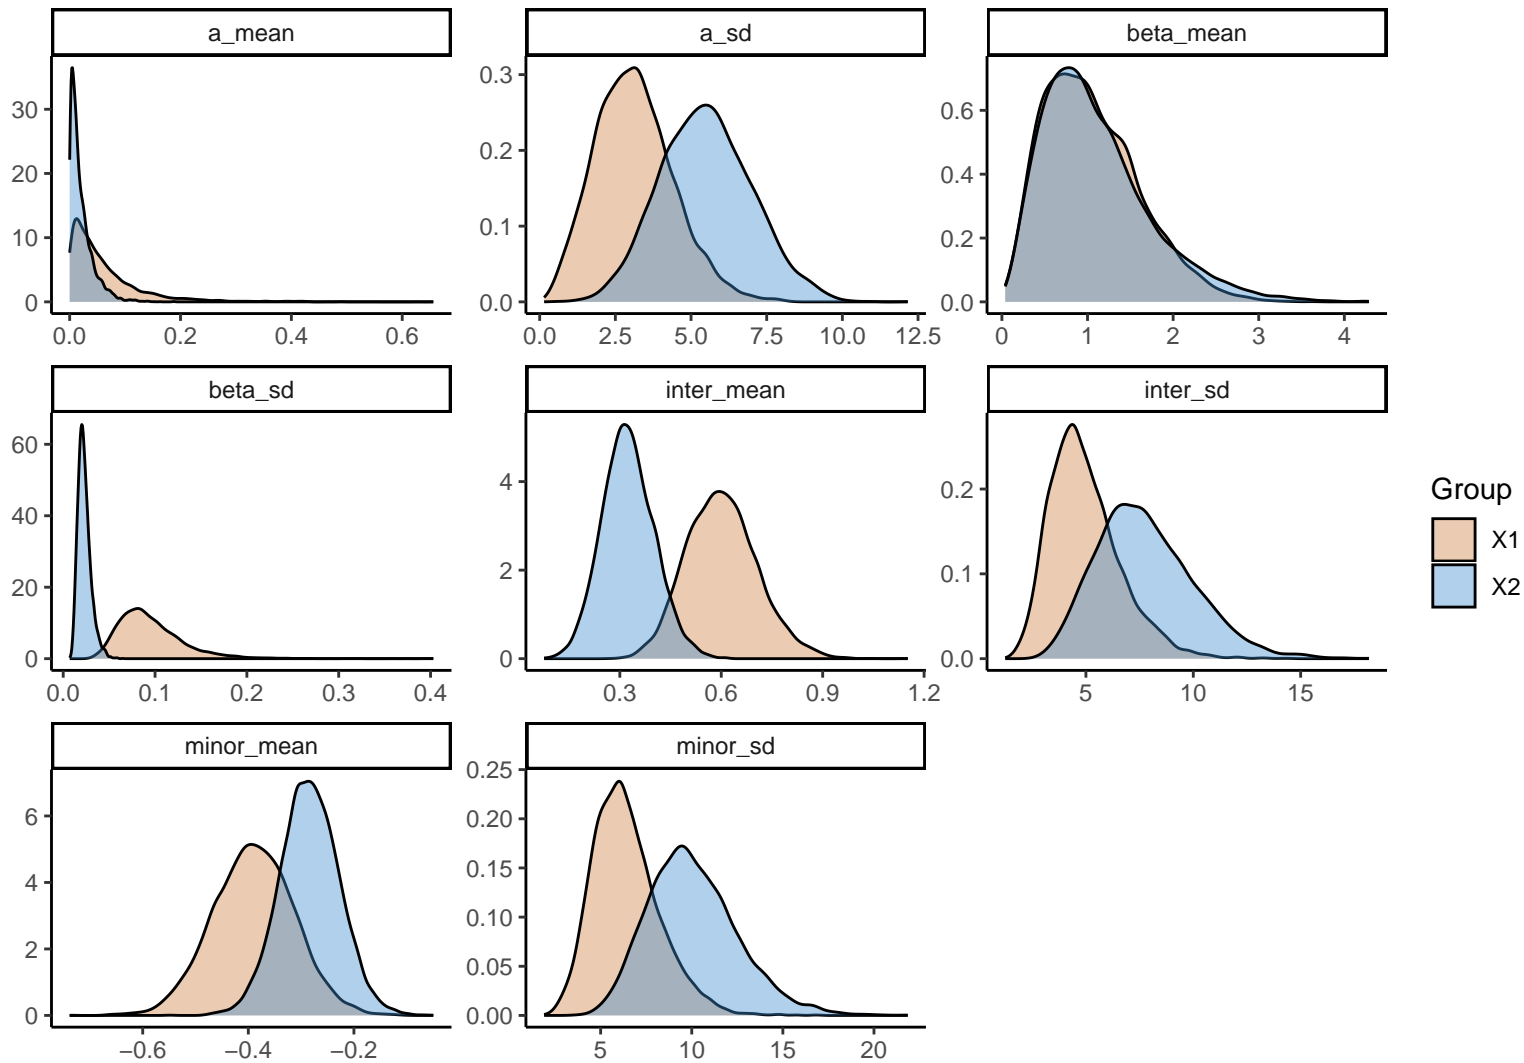 a_mean
a_sd
beta_mean
30
20
10
0
0.0 0.2 0.4 0.6
0.3
0.2
0.1
0.0
0.0 2.5 5.0 7.5 10.0 12.5
0.6
0.4
0.2
0.0
0 1 2 3 4
beta_sd
inter_mean
inter_sd
60
40
20
0
0.0 0.1 0.2 0.3 0.4
4
2
0
0.3 0.6 0.9 1.2
0.2
0.1
0.0
5 10 15
Group
X1
X2
minor_mean
minor_sd
6
4
2
0
−0.6 −0.4 −0.2
0.25
0.20
0.15
0.10
0.05
0.00
5 10 15 20